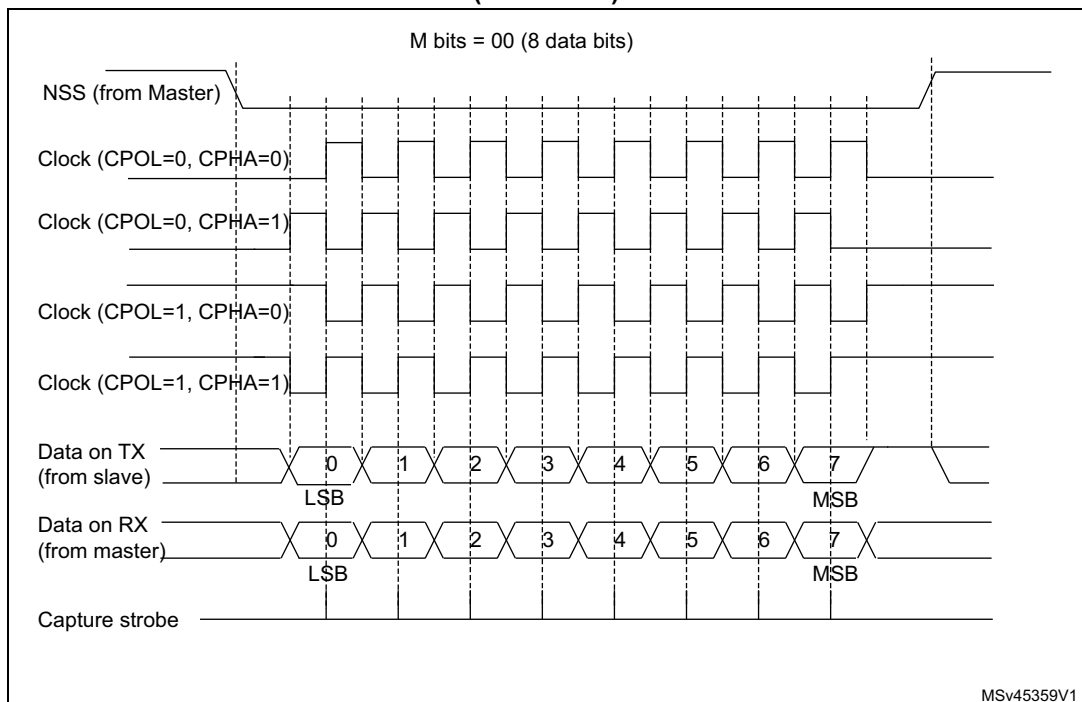 M bits = 00 (8 data bits)
NSS (from Master)
Clock (CPOL=0, CPHA=0)
Clock (CPOL=0, CPHA=1)
Clock (CPOL=1, CPHA=0)
Clock (CPOL=1, CPHA=1)
Data on TX
(from slave)
0 1 2 3 4 5 6 7
LSB MSB
Data on RX
(from master)
0 1 2 3 4 5 6 7
LSB MSB
Capture strobe
MSv45359V1